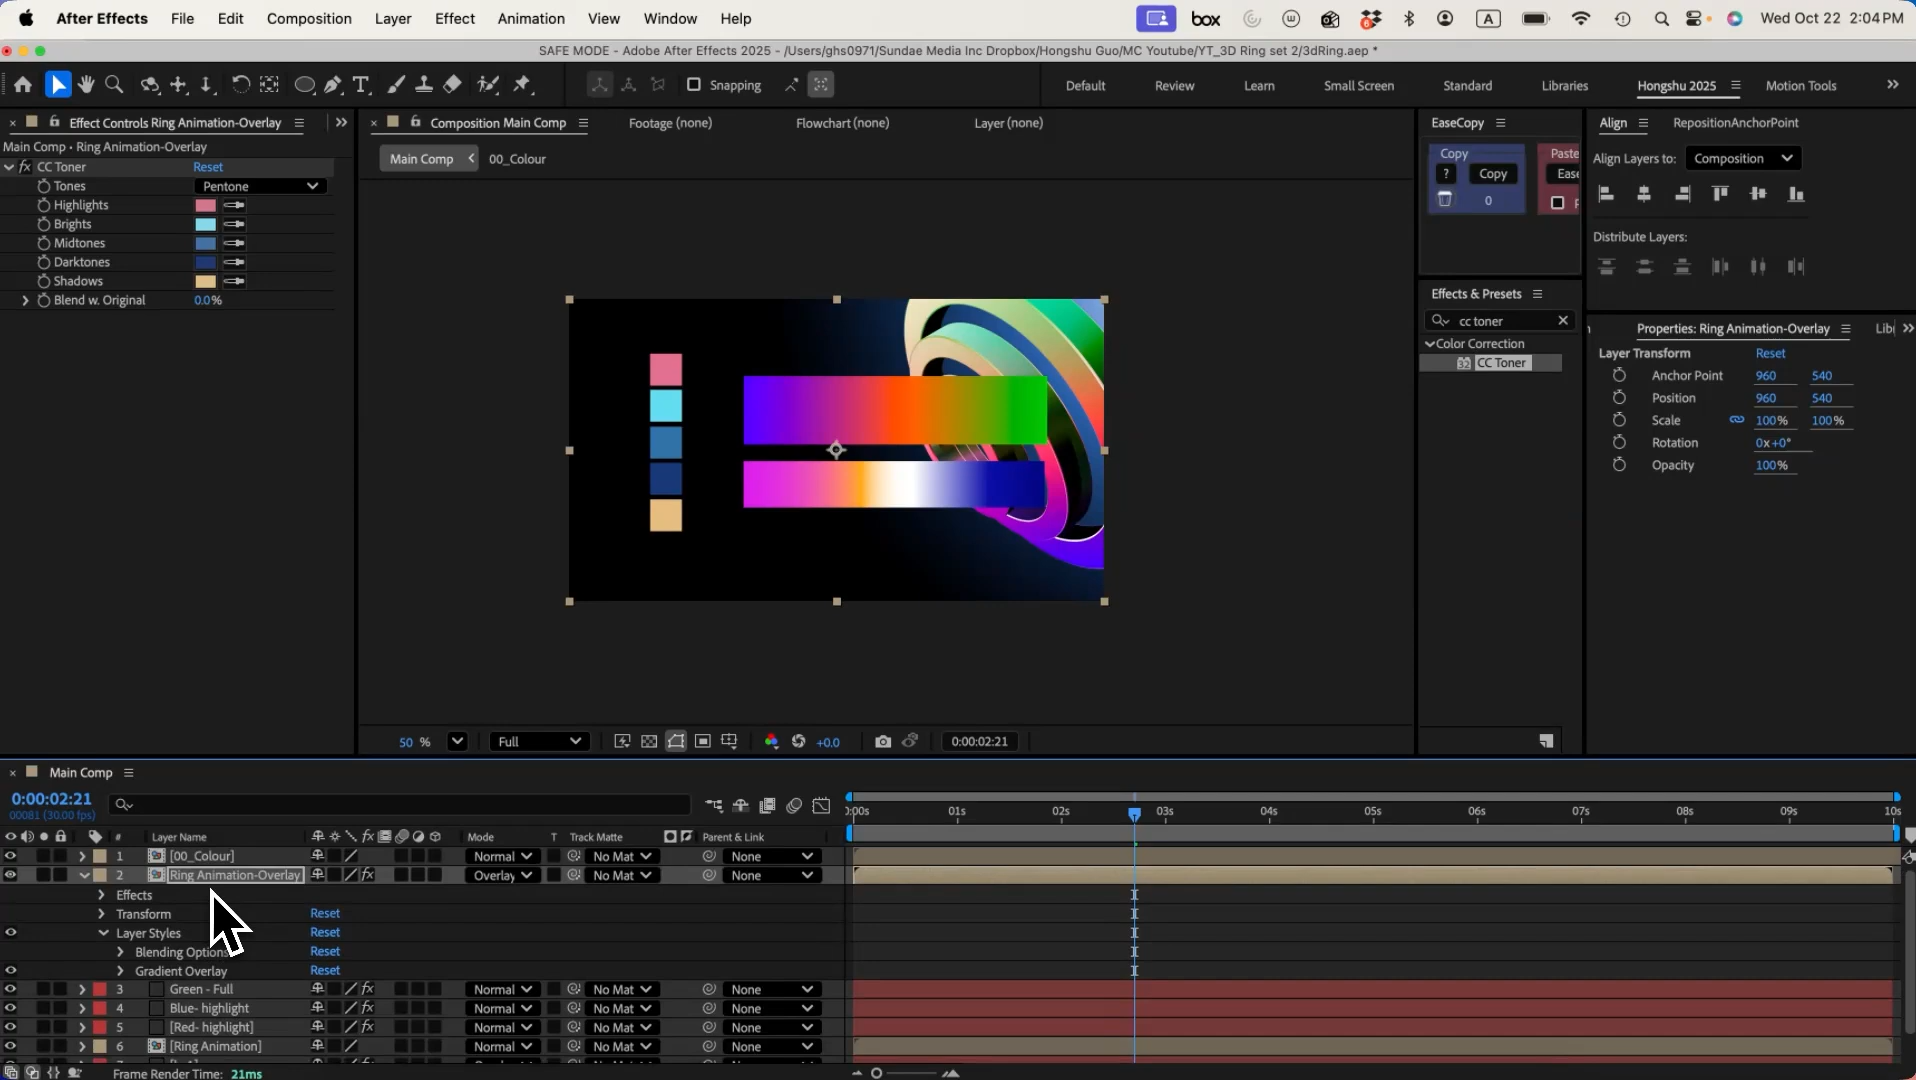 After Effects File Edit Composition Layer Effect Animation View Window Help box A Wed Oct 22 2:04 PM
SAFE MODE - Adobe After Effects 2025 - /Users/ghs0971/Sundae Media Inc Dropbox/Hongshu Guo/MC Youtube/YT_3D Ring set 2/3dRing.aep *
Snapping Default Review Learn Small Screen Standard Libraries Hongshu 2025 Motion Tools
Effect Controls Ring Animation-Overlay
Main Comp • Ring Animation-Overlay
CC Toner Reset
Tones Pentone
Highlights
Brights
Midtones
Darktones
Shadows
Blend w. Original 0.0%
Composition Main Comp Footage (none) Flowchart (none) Layer (none)
Main Comp 00_Colour
50 % Full +0.0 0:00:02:21
EaseCopy
Copy Paste
? Copy Ease
0
Effects & Presets
cc toner
Color Correction
CC Toner
Align RepositionAnchorPoint
Align Layers to: Composition
Distribute Layers:
Properties: Ring Animation-Overlay Lib
Layer Transform Reset
Anchor Point 960 540
Position 960 540
Scale 100% 100%
Rotation 0x+0°
Opacity 100%
Main Comp
0:00:02:21
00081 (30.00 fps)
:00s 01s 02s 03s 04s 05s 06s 07s 08s 09s 10s
# Layer Name Mode T Track Matte Parent & Link
1 [00_Colour] Normal No Mat None
2 Ring Animation-Overlay Overlay No Mat None
Effects
Transform Reset
Layer Styles Reset
Blending Options Reset
Gradient Overlay Reset
3 Green - Full Normal No Mat None
4 Blue- highlight Normal No Mat None
5 [Red- highlight] Normal No Mat None
6 [Ring Animation] Normal No Mat None
Frame Render Time: 21ms